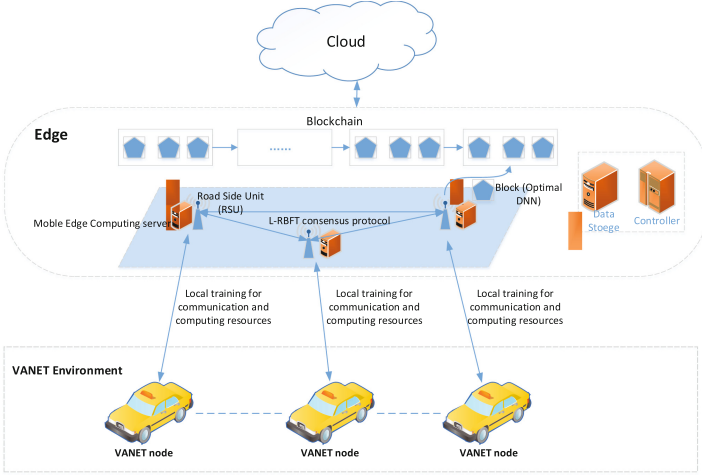 Cloud
Edge
Blockchain
......
Road Side Unit
(RSU)
Block (Optimal
DNN)
Moble Edge Computing server
L-RBFT consensus protocol
Data
Stoege
Controller
Local training for
communication and
computing resources
Local training for
communication and
computing resources
Local training for
communication and
computing resources
VANET Environment
VANET node
VANET node
VANET node